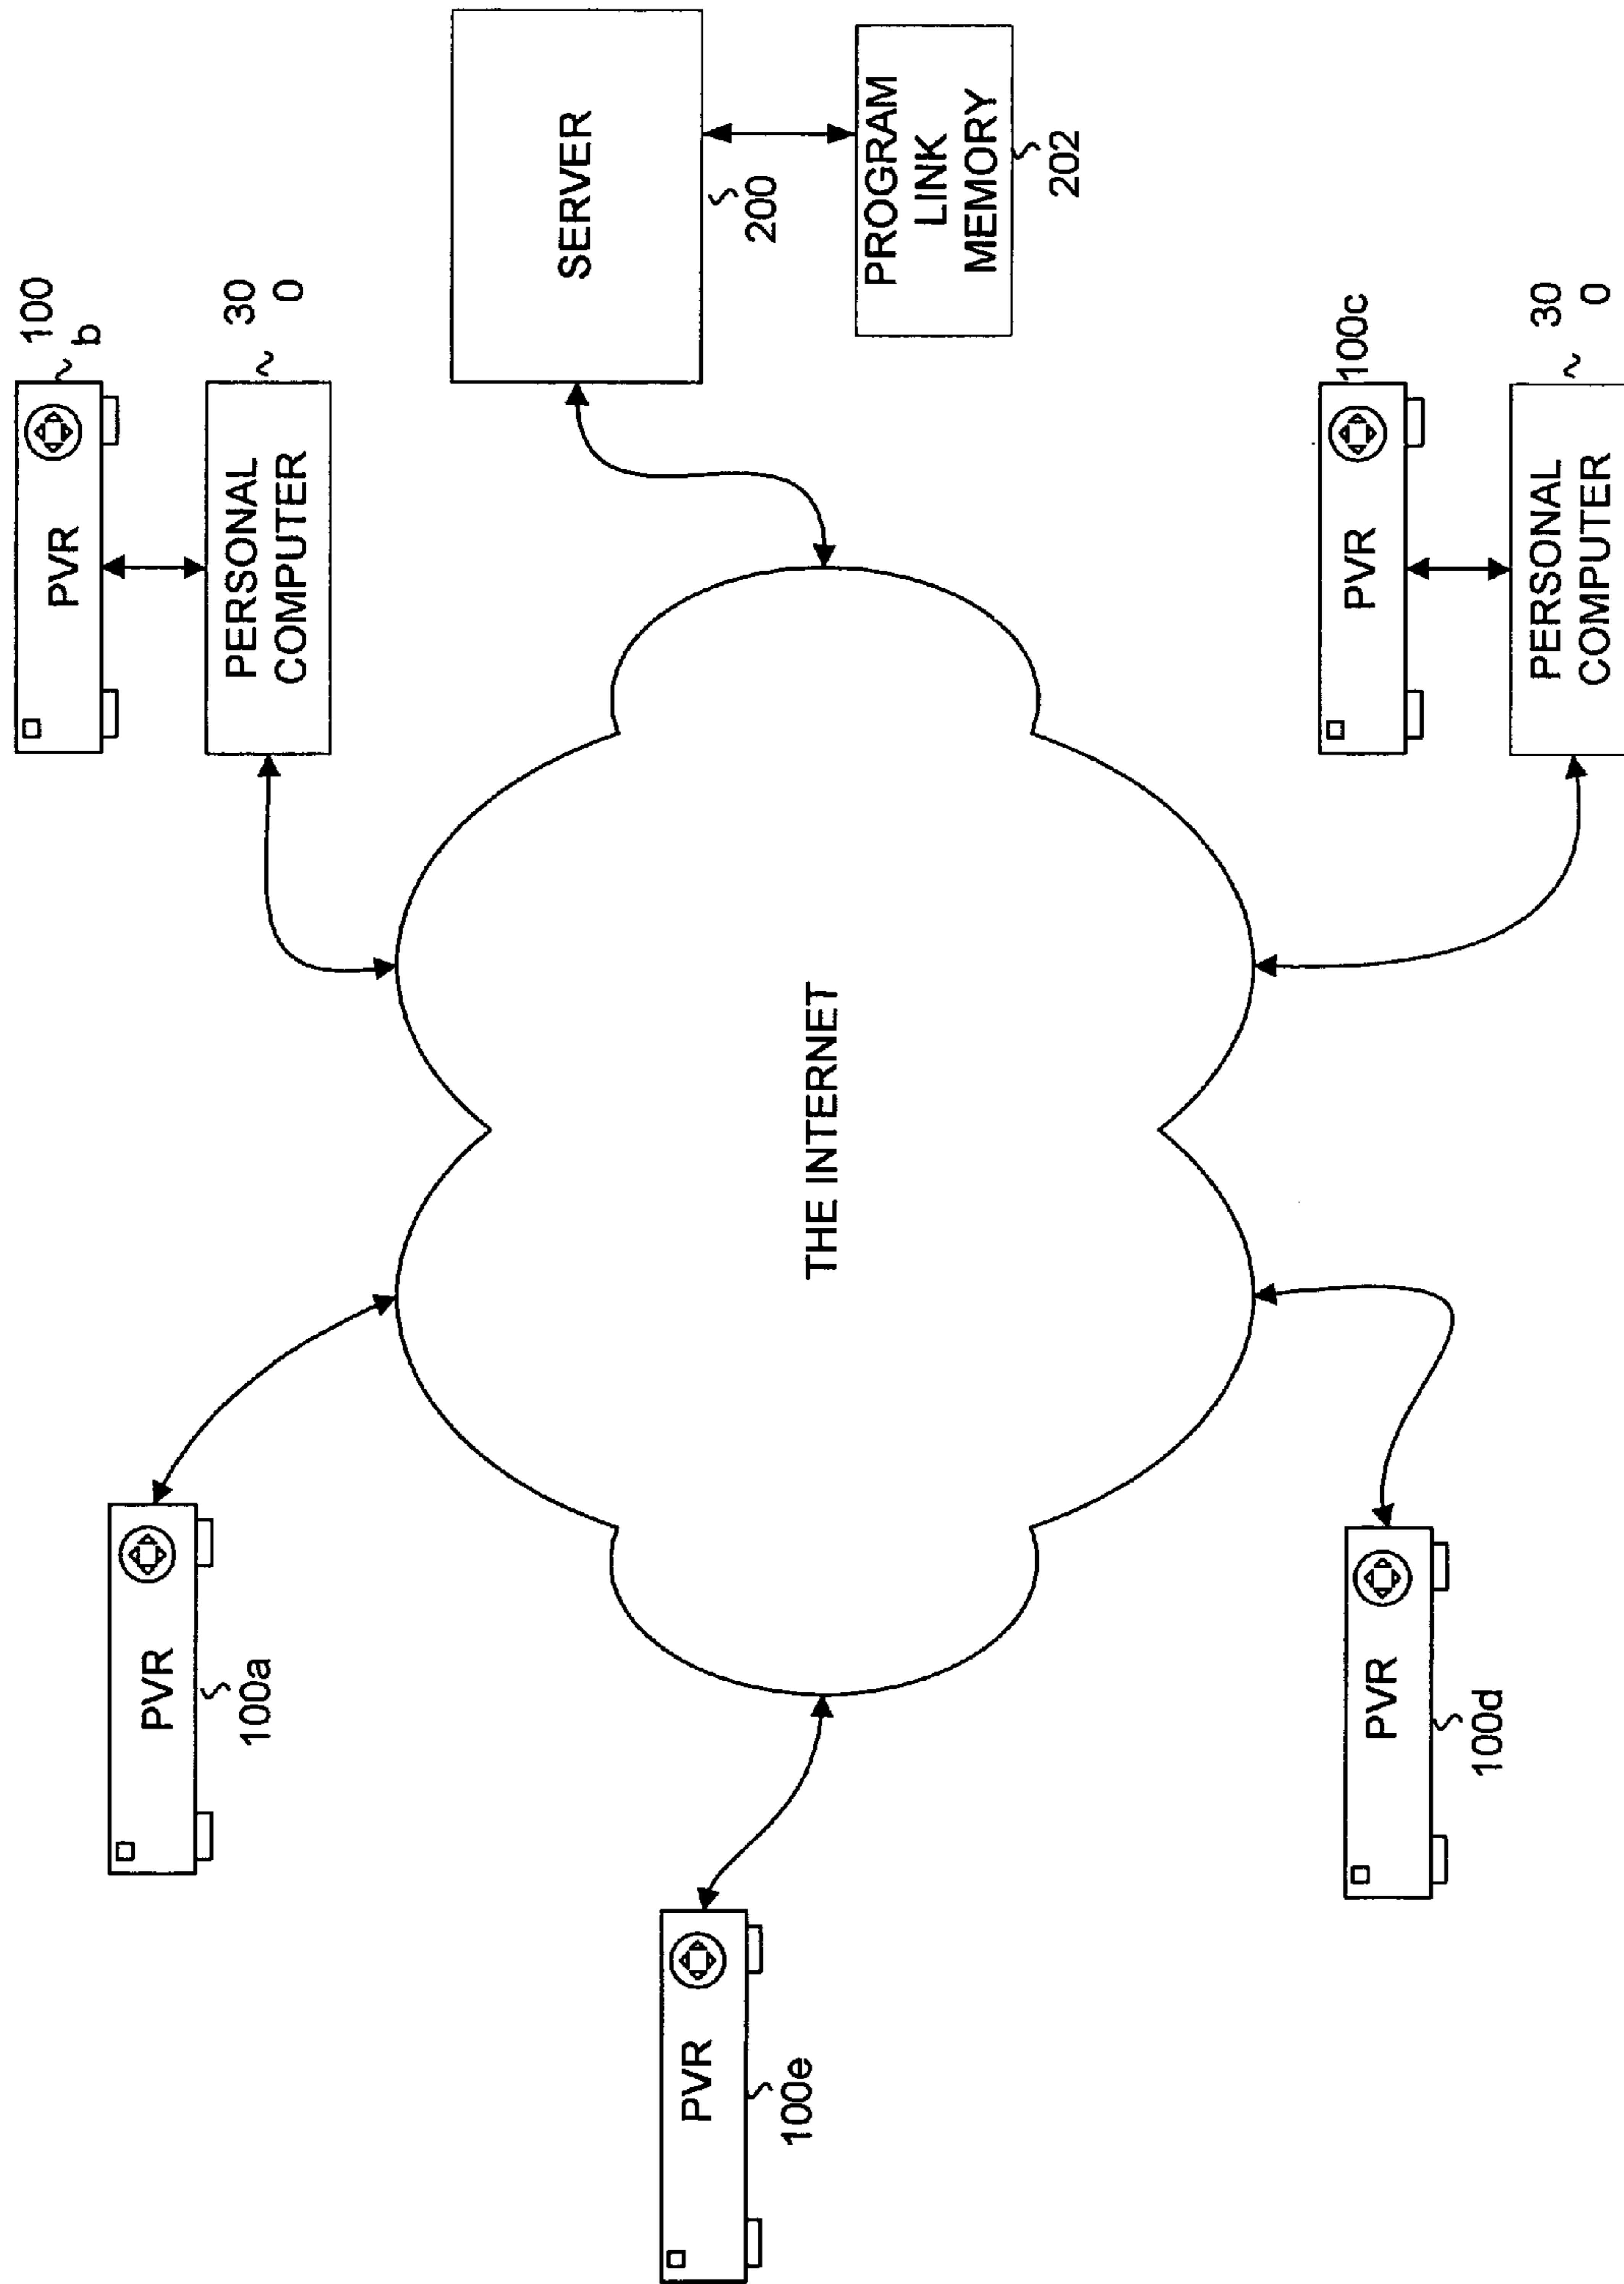 PVR
100
b
PERSONAL
COMPUTER
30
0
SERVER
200
PROGRAM
LINK
MEMORY
202
PVR
100a
THE INTERNET
PVR
100e
PVR
100c
PERSONAL
COMPUTER
30
0
PVR
100d